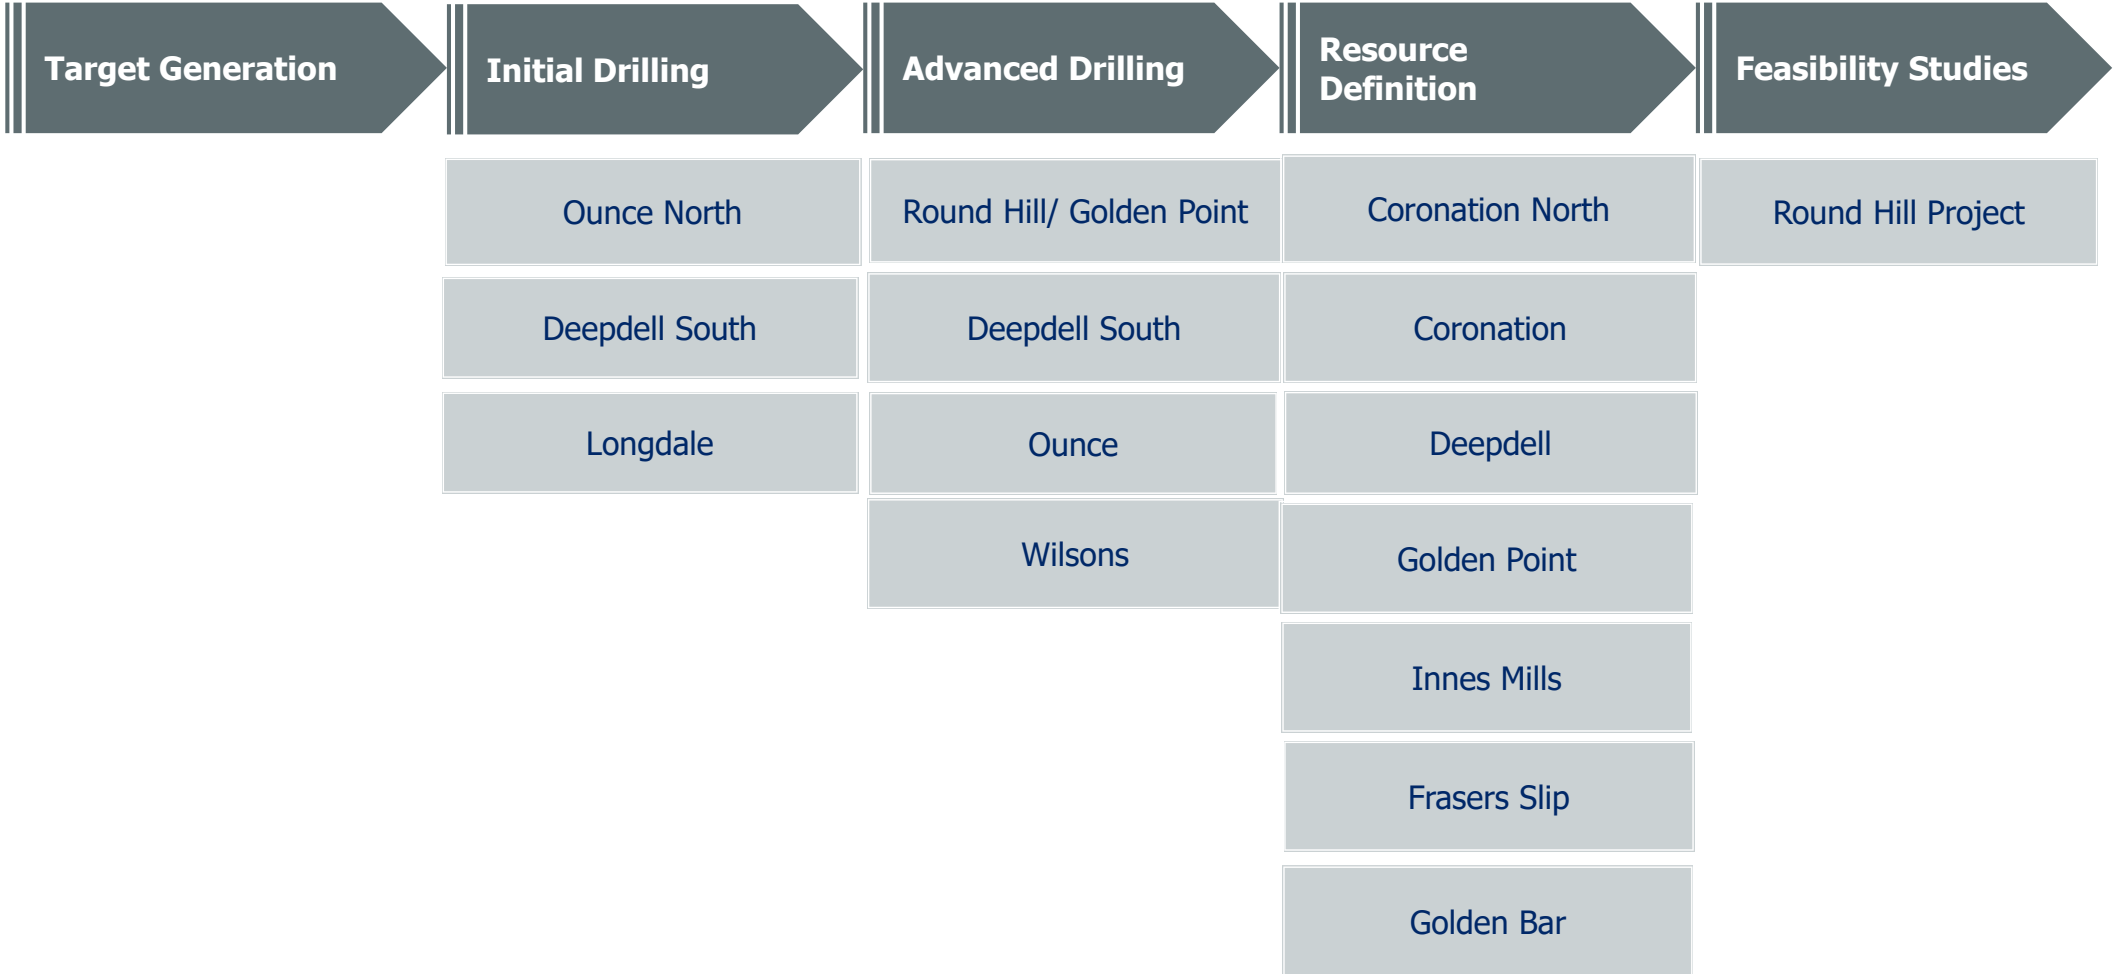 Target Generation
Initial Drilling
Advanced Drilling
Resource
Definition
Feasibility Studies
Ounce North
Round Hill/ Golden Point
Coronation North
Round Hill Project
Deepdell South
Deepdell South
Coronation
Longdale
Ounce
Deepdell
Wilsons
Golden Point
Innes Mills
Frasers Slip
Golden Bar